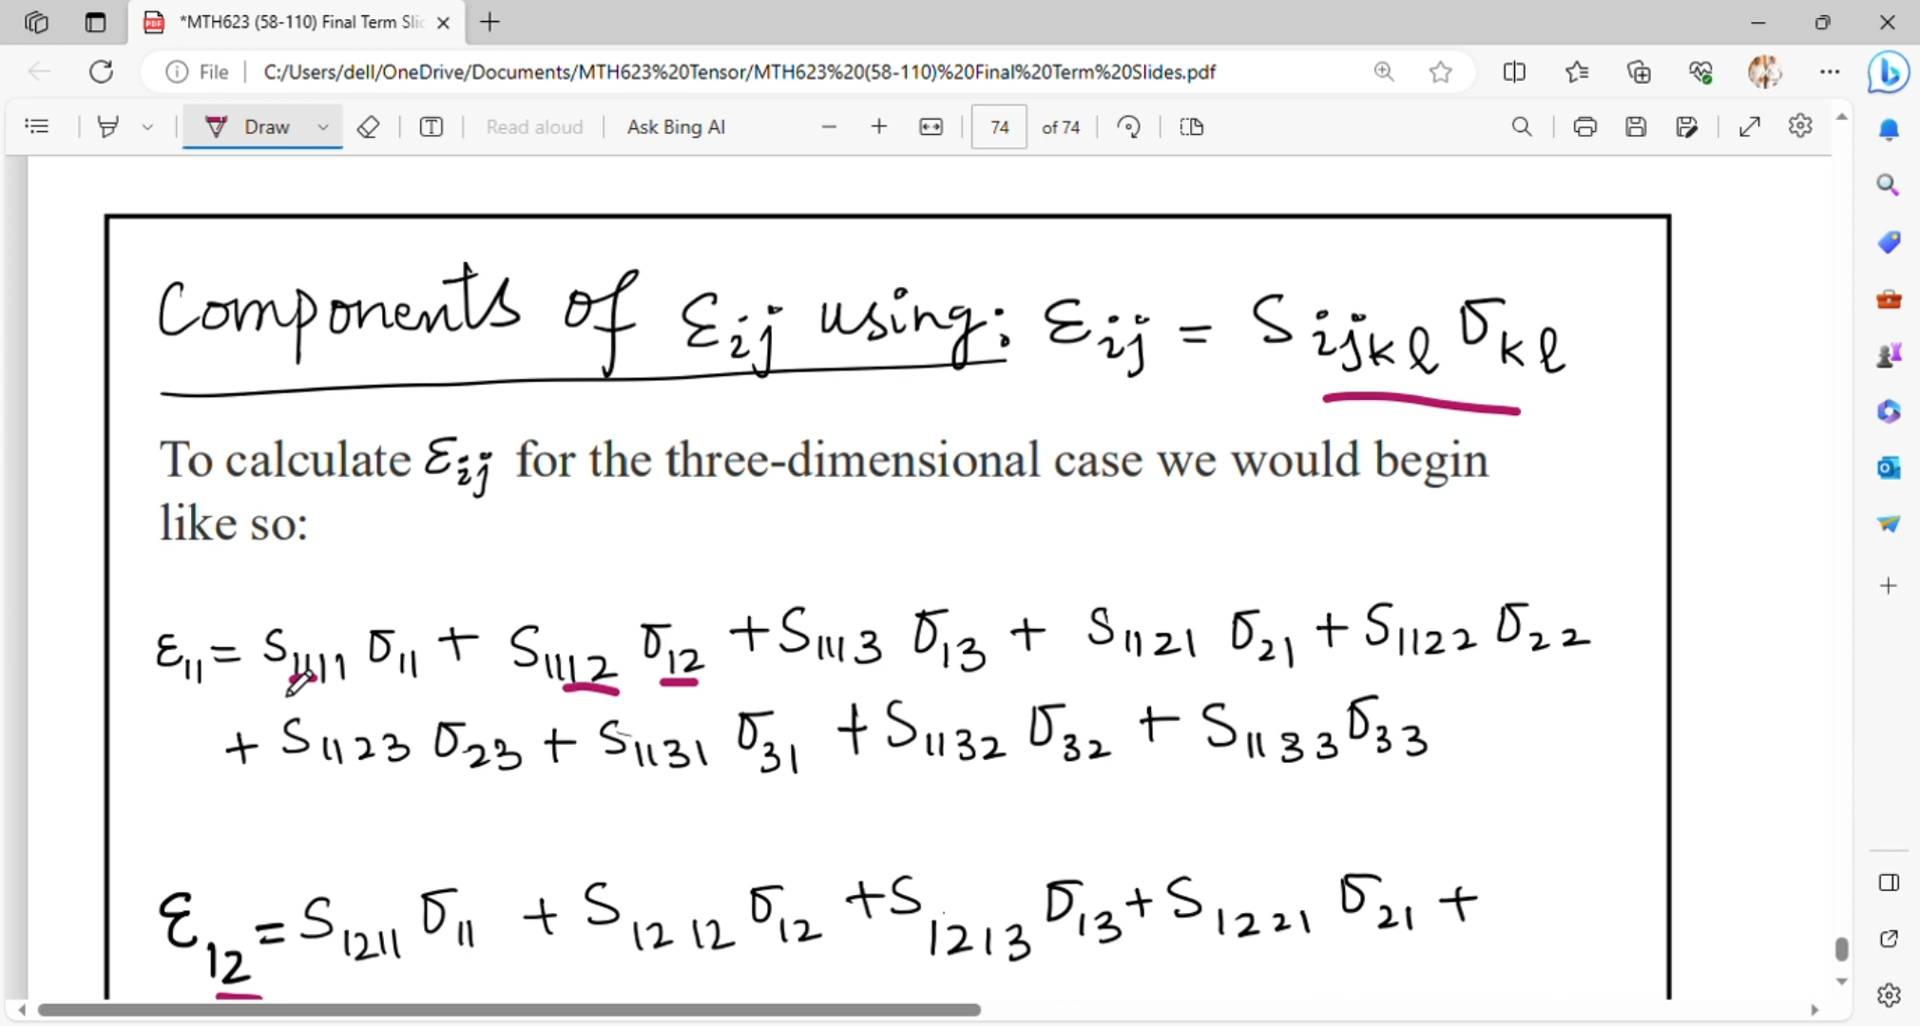 *MTH623 (58-110) Final Term Slid
File
C:/Users/dell/OneDrive/Documents/MTH623%20Tensor/MTH623%20(58-110)%20Final%20Term%20Slides.pdf
Draw
Read aloud
Ask Bing AI
74 of 74
Components of εij using: εij = Sijkl σkl
To calculate εij for the three-dimensional case we would begin
like so:
ε11 = S1111 σ11 + S1112 σ12 + S1113 σ13 + S1121 σ21 + S1122 σ22
+ S1123 σ23 + S1131 σ31 + S1132 σ32 + S1133 σ33
ε12 = S1211 σ11 + S1212 σ12 + S1213 σ13 + S1221 σ21 +